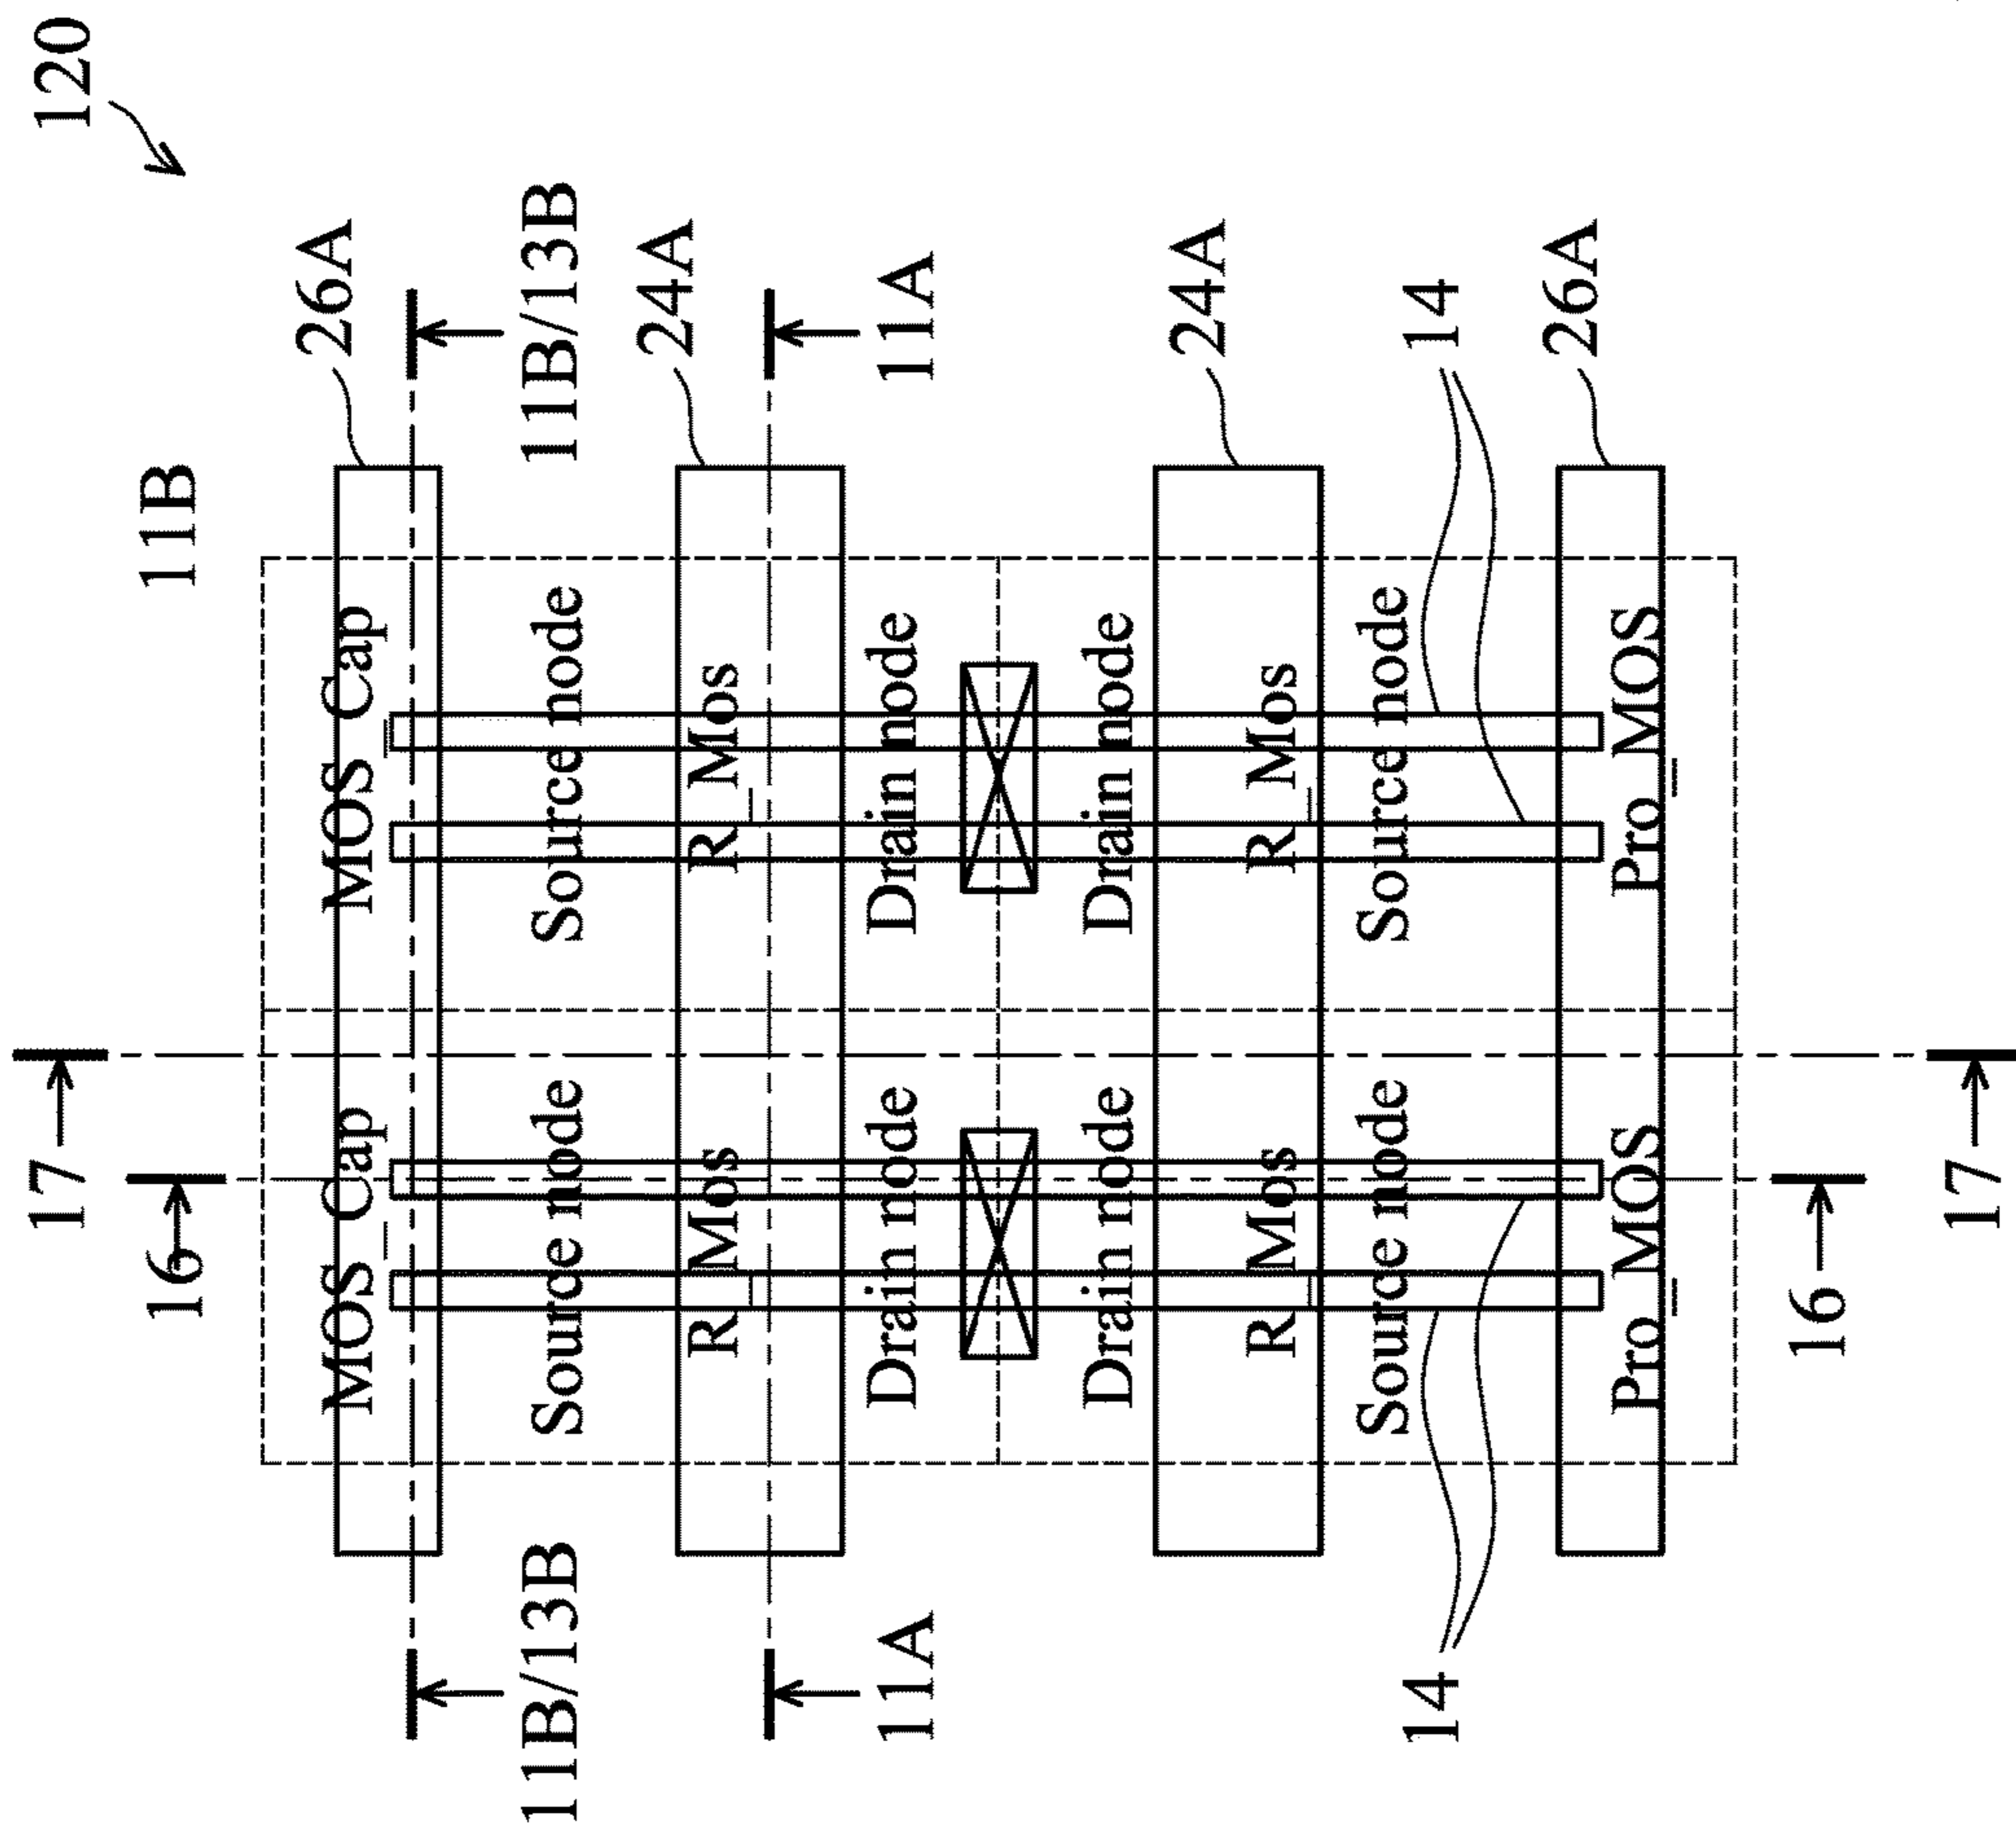 17
120
16
11B
26A
MOS_Cap
MOS_Cap
11B/13B
Source node
Source node
11B/13B
24A
R_Mos
R_Mos
11A
Drain node
Drain node
11A
Drain node
Drain node
24A
R_Mos
R_Mos
Source node
Source node
14
14
26A
Pro_MOS
Pro_MOS
16
17